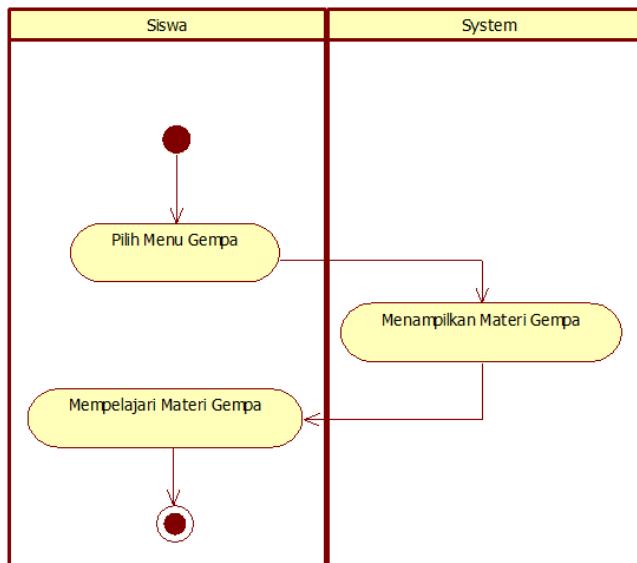 Siswa
System
Pilih Menu Gempa
Menampilkan Materi Gempa
Mempelajari Materi Gempa